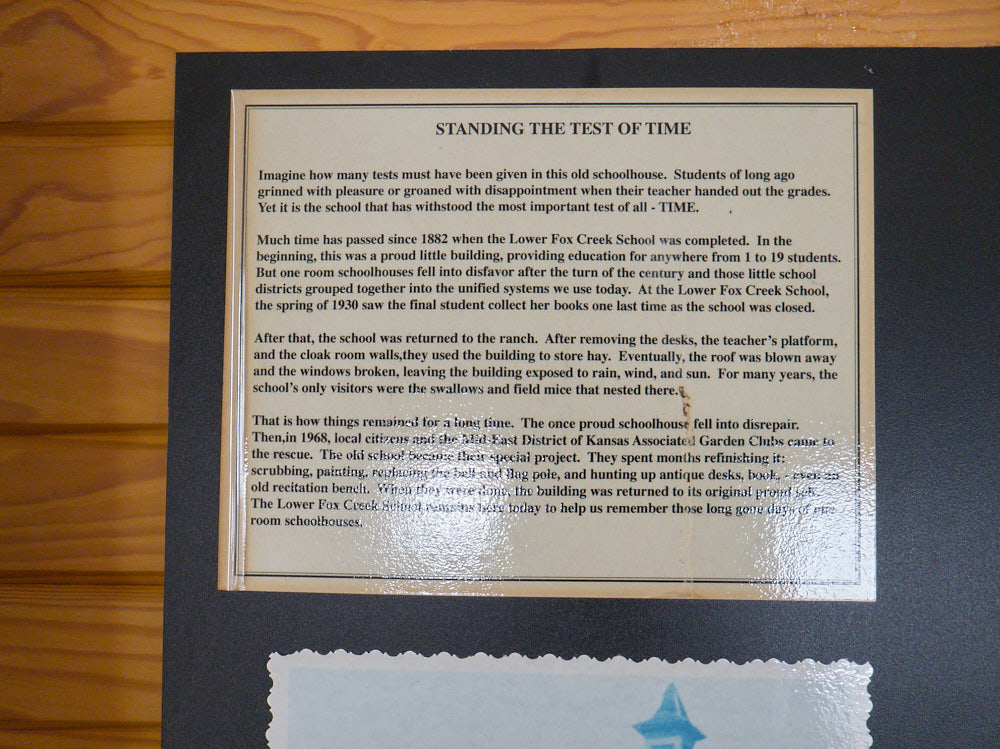 STANDING THE TEST OF TIME
Imagine how many tests must have been given in this old schoolhouse. Students of long ago
grinned with pleasure or groaned with disappointment when their teacher handed out the grades.
Yet it is the school that has withstood the most important test of all - TIME.
Much time has passed since 1882 when the Lower Fox Creek School was completed. In the
beginning, this was a proud little building, providing education for anywhere from 1 to 19 students.
But one room schoolhouses fell into disfavor after the turn of the century and those little school
districts grouped together into the unified systems we use today. At the Lower Fox Creek School,
the spring of 1930 saw the final student collect her books one last time as the school was closed.
After that, the school was returned to the ranch. After removing the desks, the teacher's platform,
and the cloak room walls,they used the building to store hay. Eventually, the roof was blown away
and the windows broken, leaving the building exposed to rain, wind, and sun. For many years, the
school's only visitors were the swallows and field mice that nested there.
That is how things remained for a long time. The once proud schoolhouse fell into disrepair.
Then,in 1968, local citizens and the Mid-East District of Kansas Associated Garden Clubs came to
the rescue. The old school became their special project. They spent months refinishing it:
scrubbing, painting, replacing the bell and flag pole, and hunting up antique desks, - even an
old recitation bench. When they were done, the building was returned to its original proud self.
The Lower Fox Creek School remains here today to help us remember those long gone days of one
room schoolhouses.